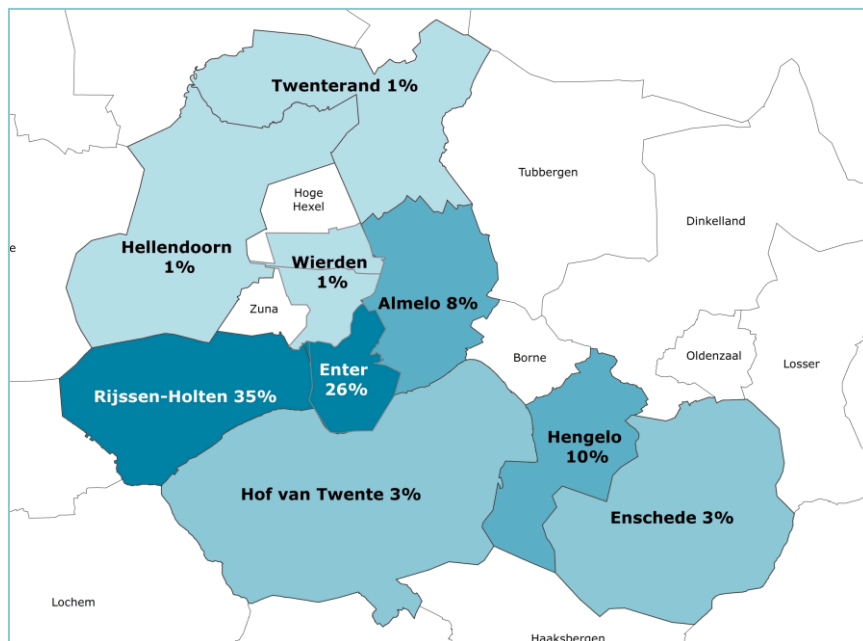 Twenterand 1%
Tubbergen
Hoge
Hexel
Dinkelland
e
Hellendoorn
1%
Wierden
1%
Zuna
Almelo 8%
Borne
Oldenzaal
Losser
Rijssen-Holten 35%
Enter
26%
Hengelo
10%
Hof van Twente 3%
Enschede 3%
Lochem
Haaksbergen